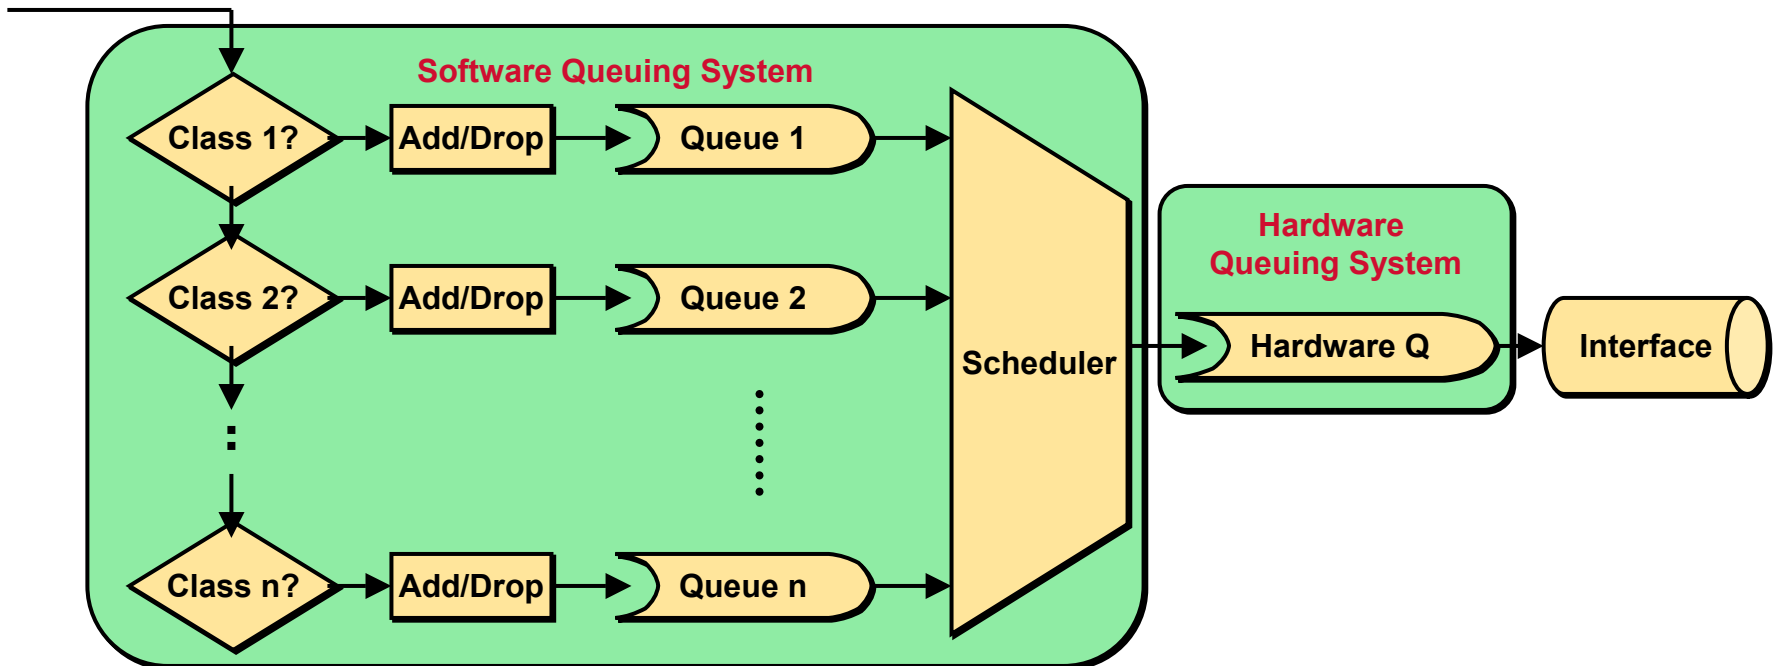 Software Queuing System
Class 1?
Add/Drop
Queue 1
Class 2?
Add/Drop
Queue 2
:
Class n?
Add/Drop
Queue n
Scheduler
Hardware
Queuing System
Hardware Q
Interface